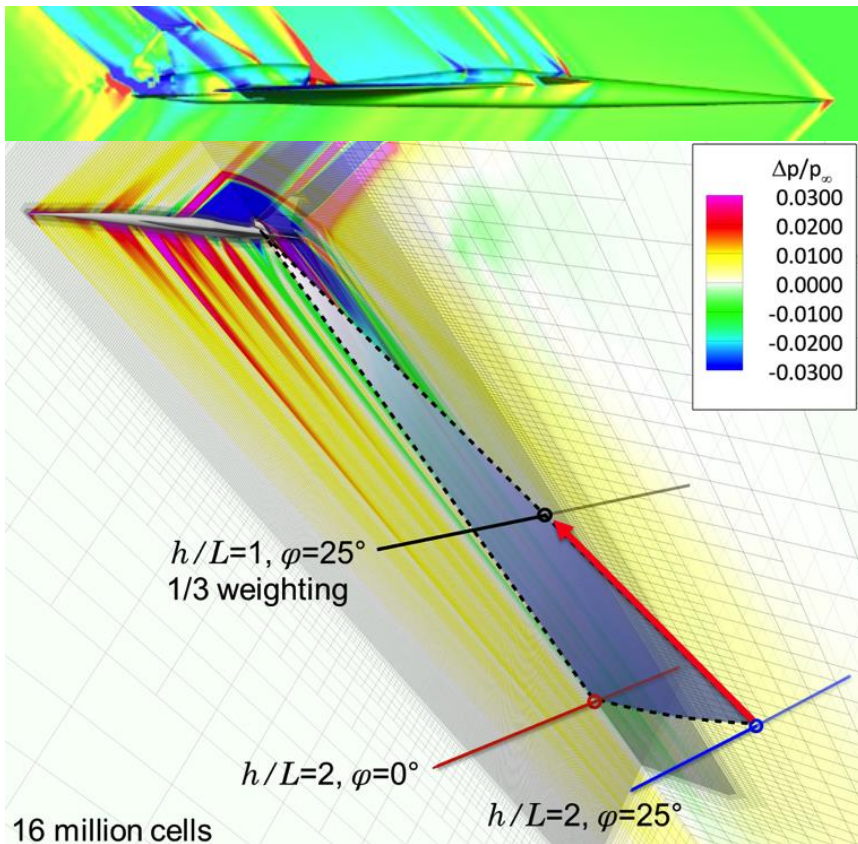 Δp/p∞
0.0300
0.0200
0.0100
0.0000
-0.0100
-0.0200
-0.0300
h/L=1, φ=25°
1/3 weighting
h/L=2, φ=0°
h/L=2, φ=25°
16 million cells